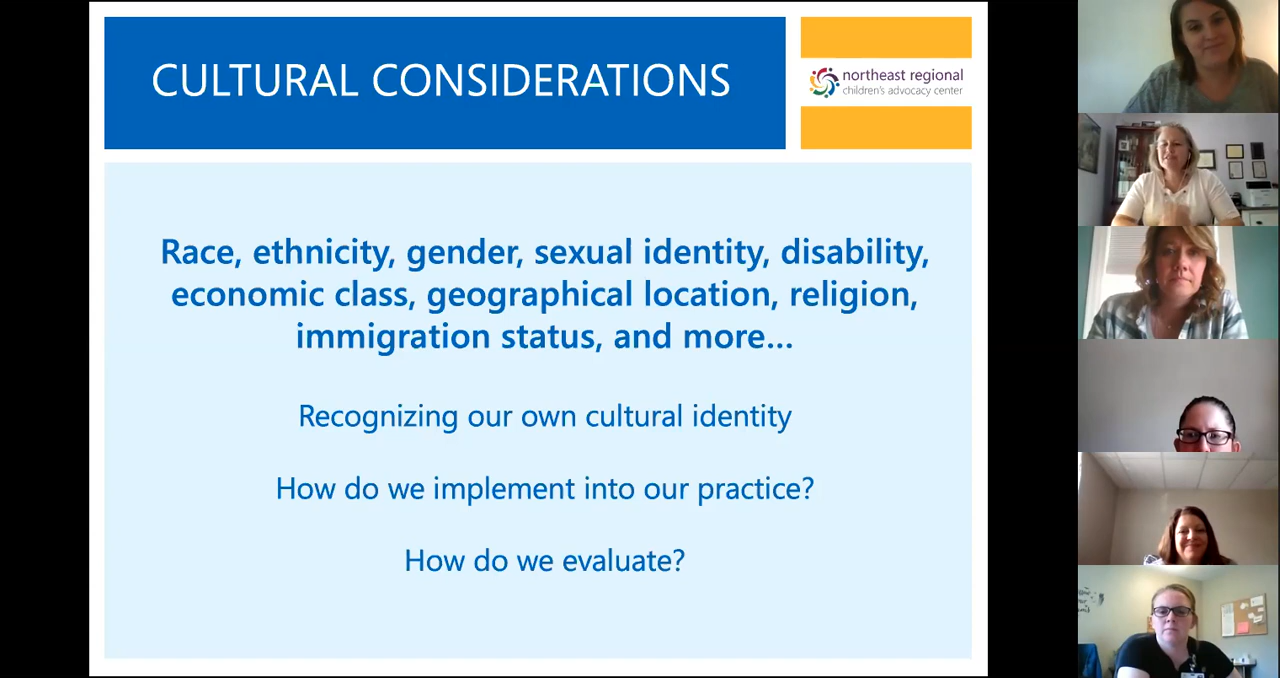 CULTURAL CONSIDERATIONS
northeast regional
children's advocacy center
Race, ethnicity, gender, sexual identity, disability,
economic class, geographical location, religion,
immigration status, and more...
Recognizing our own cultural identity
How do we implement into our practice?
How do we evaluate?